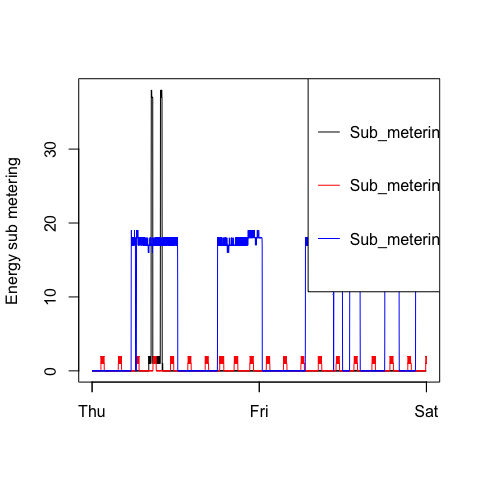 Energy sub metering
30
20
10
0
Thu
Fri
Sat
Sub_meterin
Sub_meterin
Sub_meterin